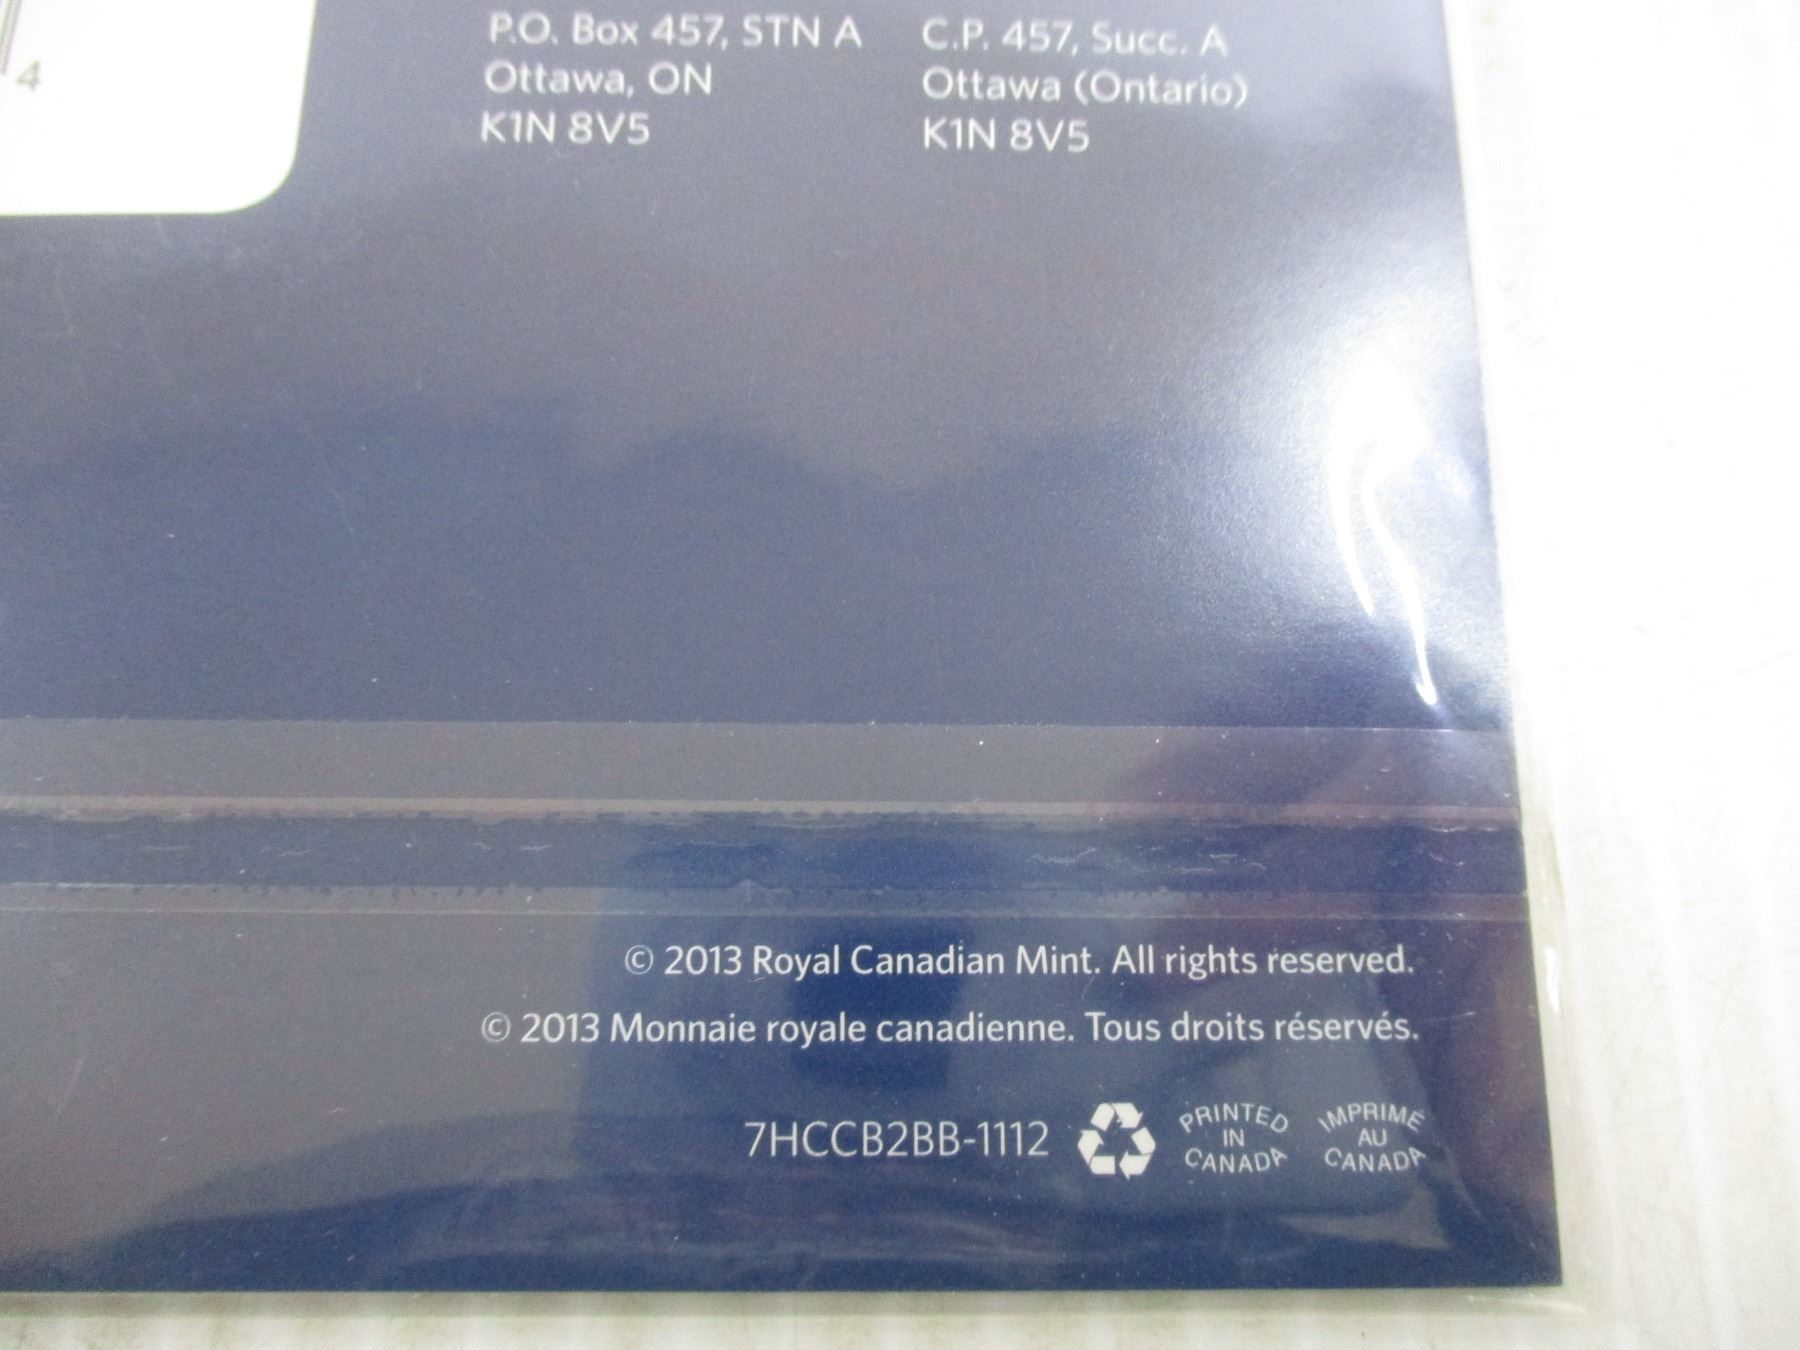 4
P.O. Box 457, STN A
Ottawa, ON
K1N 8V5
C.P. 457, Succ. A
Ottawa (Ontario)
K1N 8V5
© 2013 Royal Canadian Mint. All rights reserved.
© 2013 Monnaie royale canadienne. Tous droits réservés.
7HCCB2BB-1112
PRINTED
IN
CANADA
IMPRIMÉ
AU
CANADA